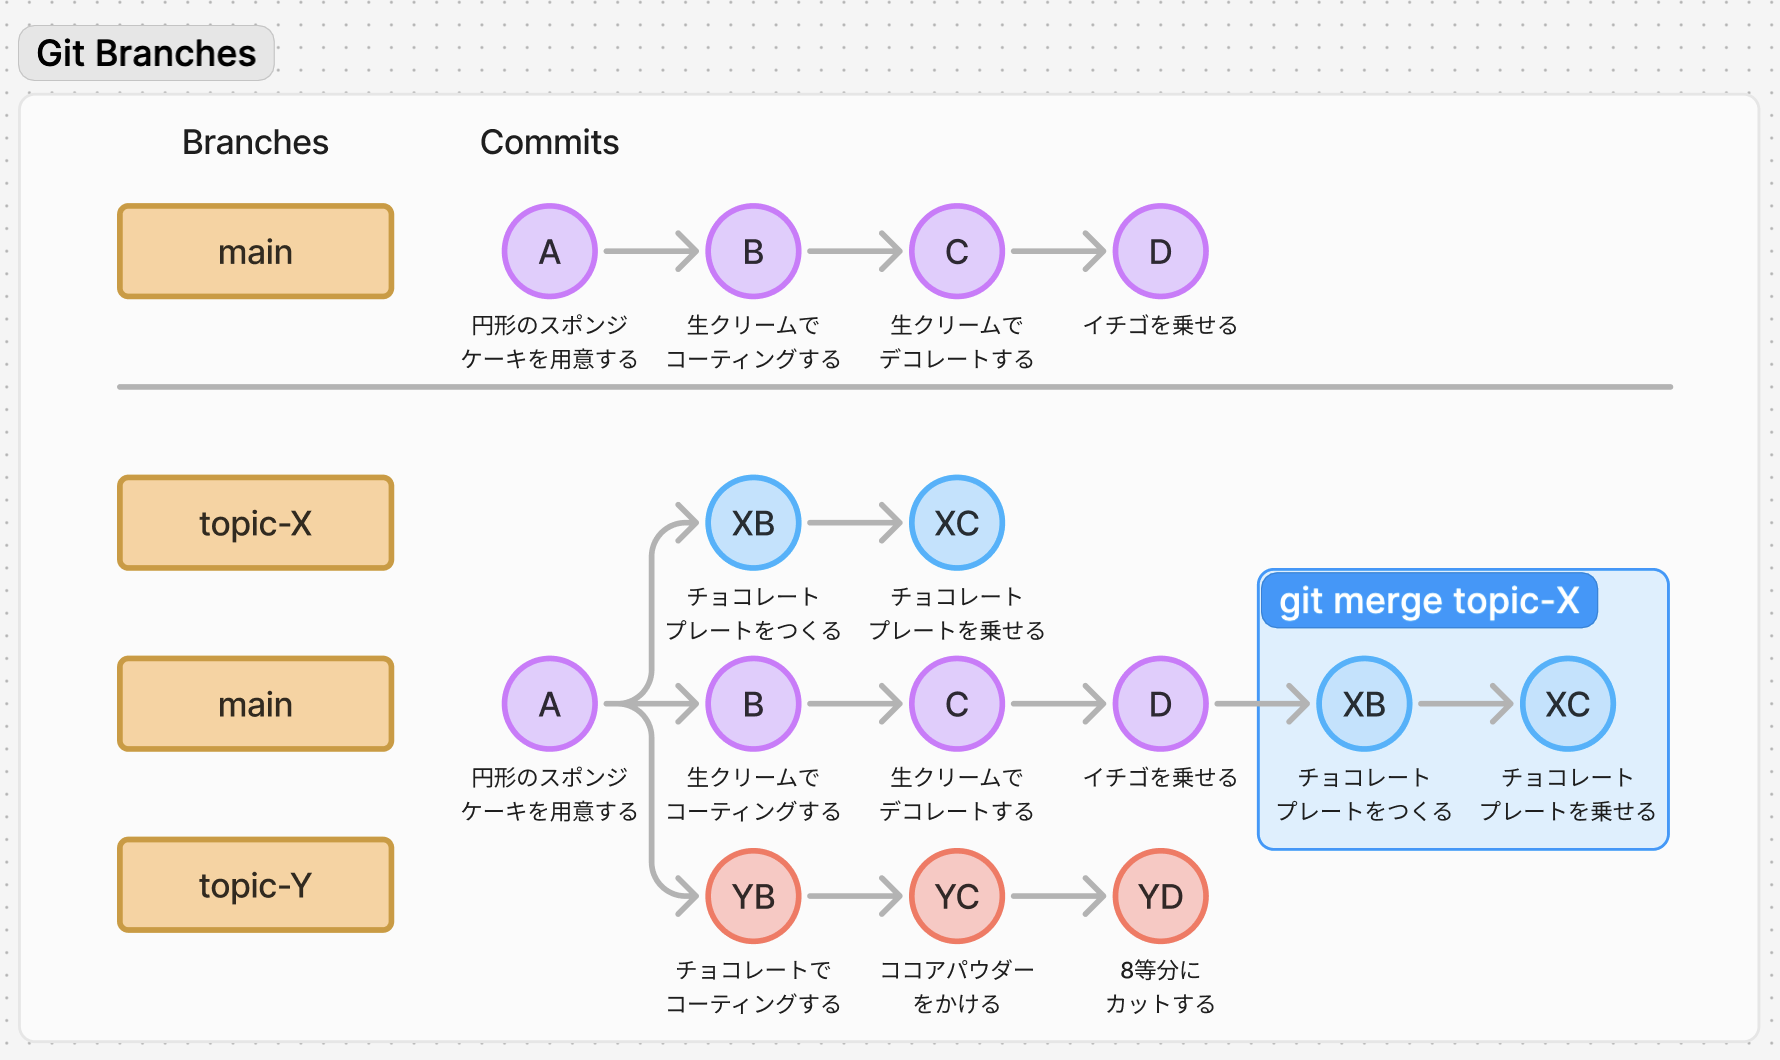 Git Branches
Branches
Commits
main
A
B
C
D
円形のスポンジ
ケーキを用意する
生クリームで
コーティングする
生クリームで
デコレートする
イチゴを乗せる
topic-X
XB
XC
チョコレート
プレートをつくる
チョコレート
プレートを乗せる
git merge topic-X
main
A
B
C
D
XB
XC
円形のスポンジ
ケーキを用意する
生クリームで
コーティングする
生クリームで
デコレートする
イチゴを乗せる
チョコレート
プレートをつくる
チョコレート
プレートを乗せる
topic-Y
YB
YC
YD
チョコレートで
コーティングする
ココアパウダー
をかける
8等分に
カットする